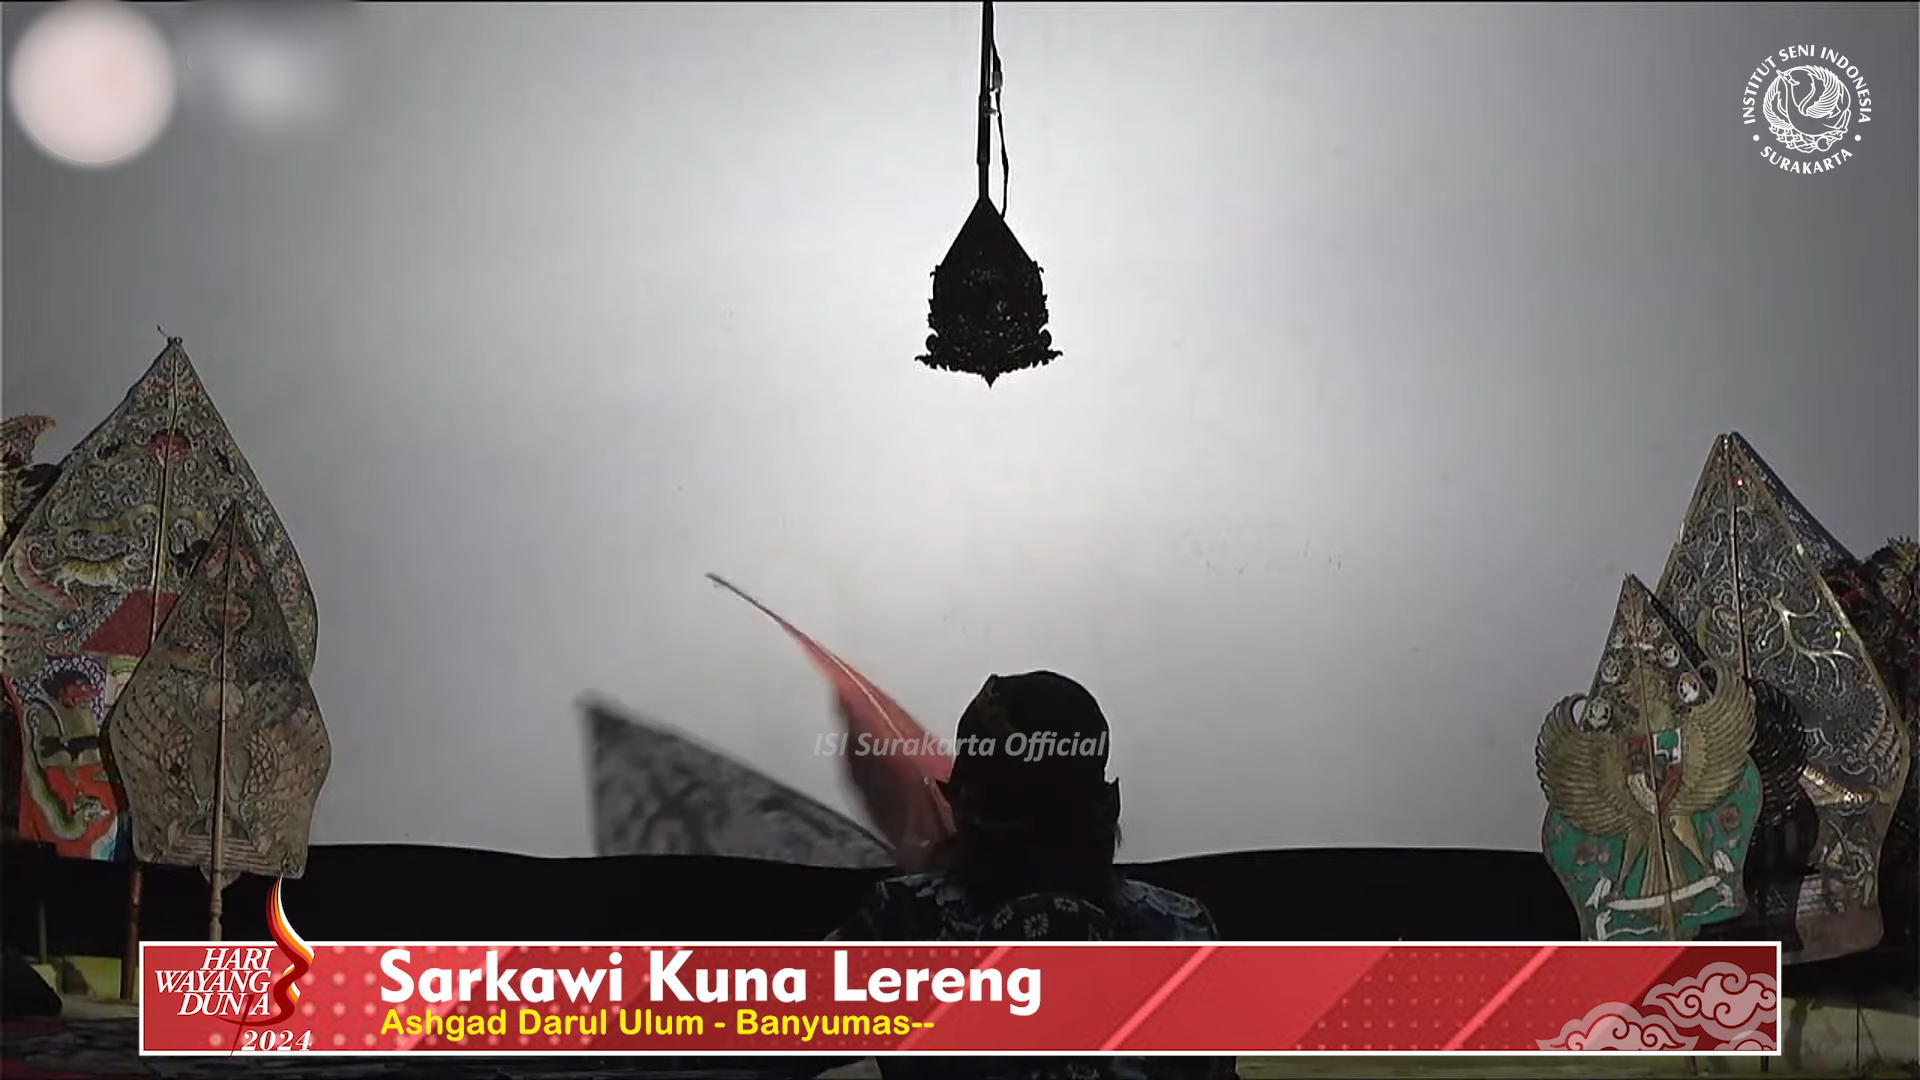 INSTITUT SENI INDONESIA
• SURAKARTA •
ISI Surakarta Official
HARI
WAYANG
DUNIA
2024
Sarkawi Kuna Lereng
Ashgad Darul Ulum - Banyumas--